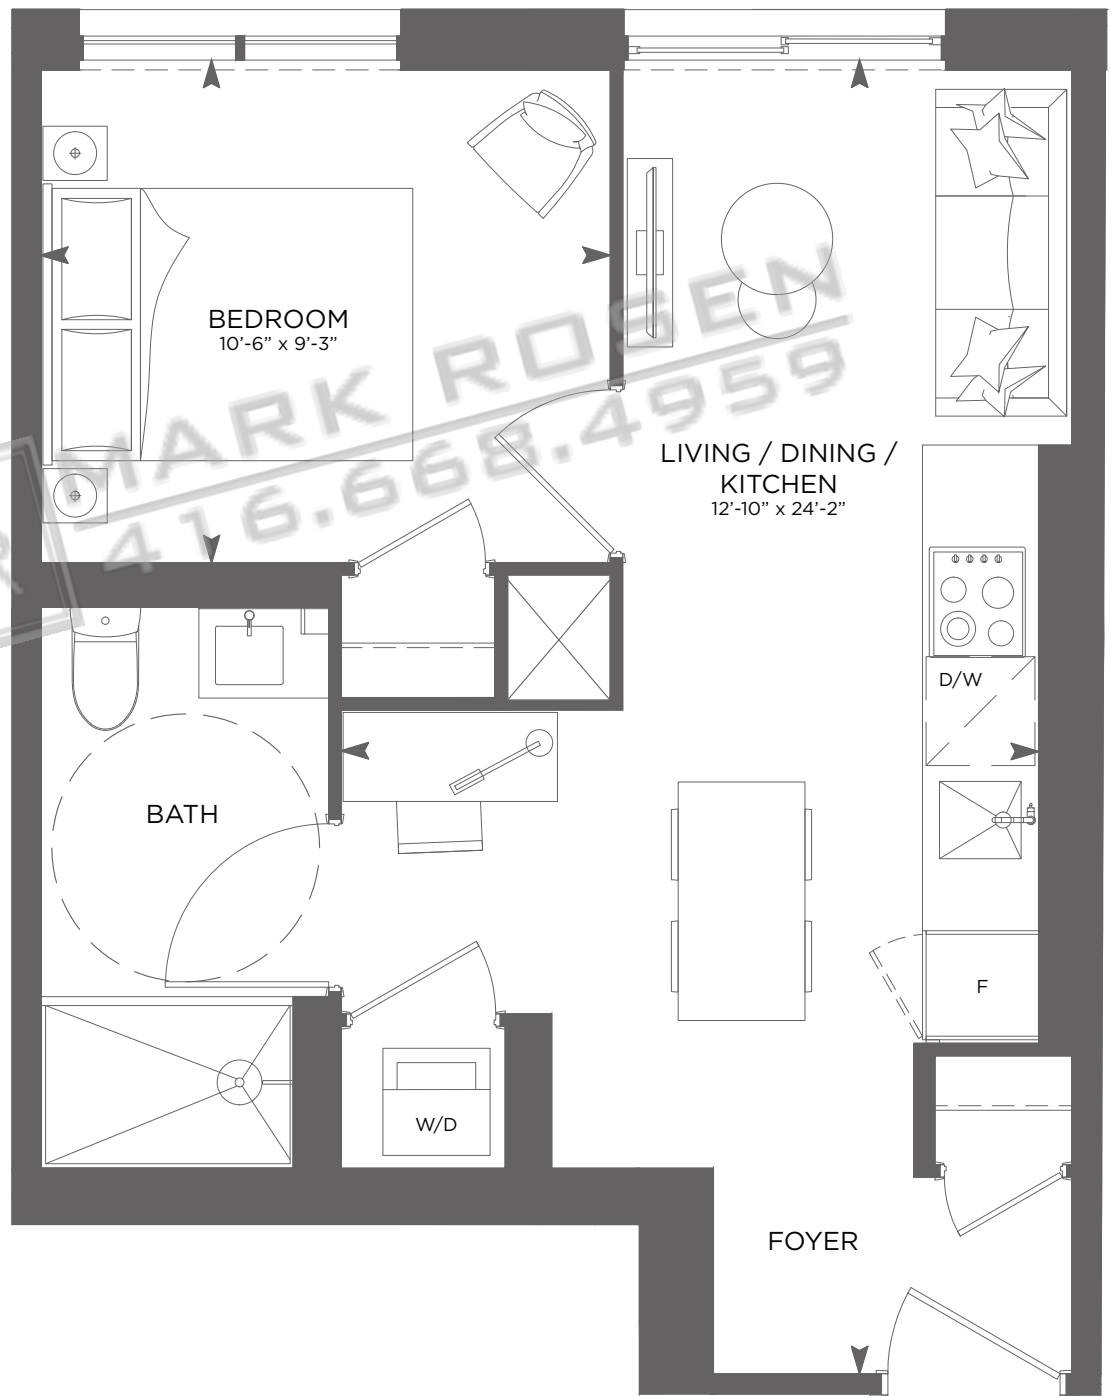 BEDROOM
10'-6” x 9'-3”
MARK ROSEN
416.668.4959
LIVING / DINING /
KITCHEN
12'-10” x 24'-2”
D/W
BATH
F
W/D
FOYER